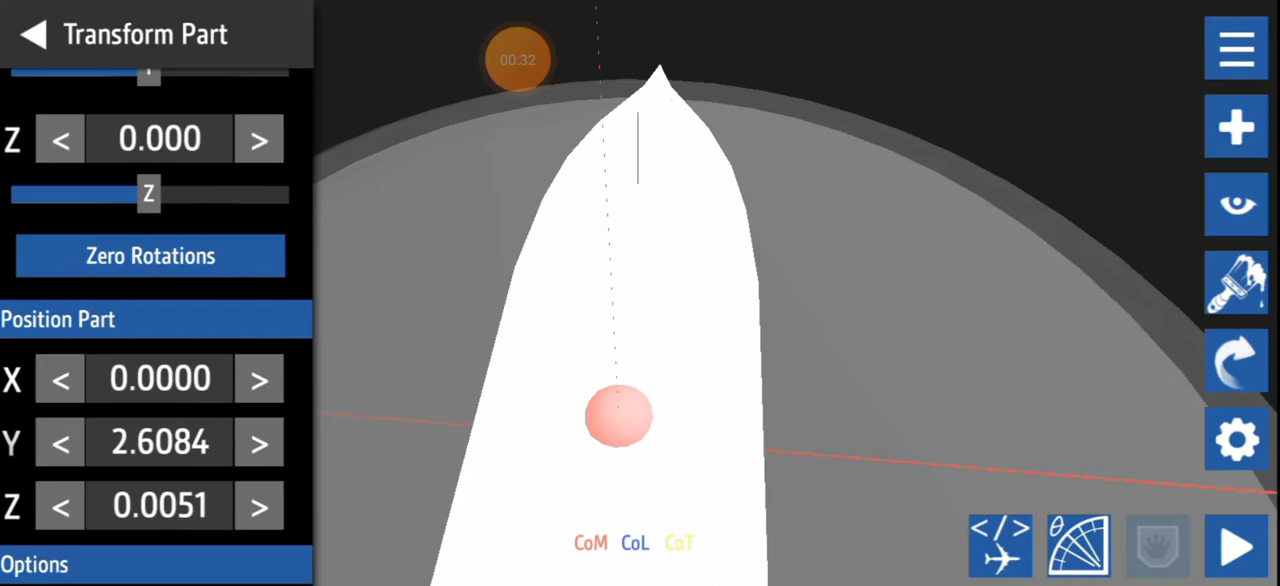 Transform Part
00:32
Z < 0.000 >
Z
Zero Rotations
Position Part
X < 0.0000 >
Y < 2.6084 >
Z < 0.0051 >
Options
CoM CoL CoT
</> θ